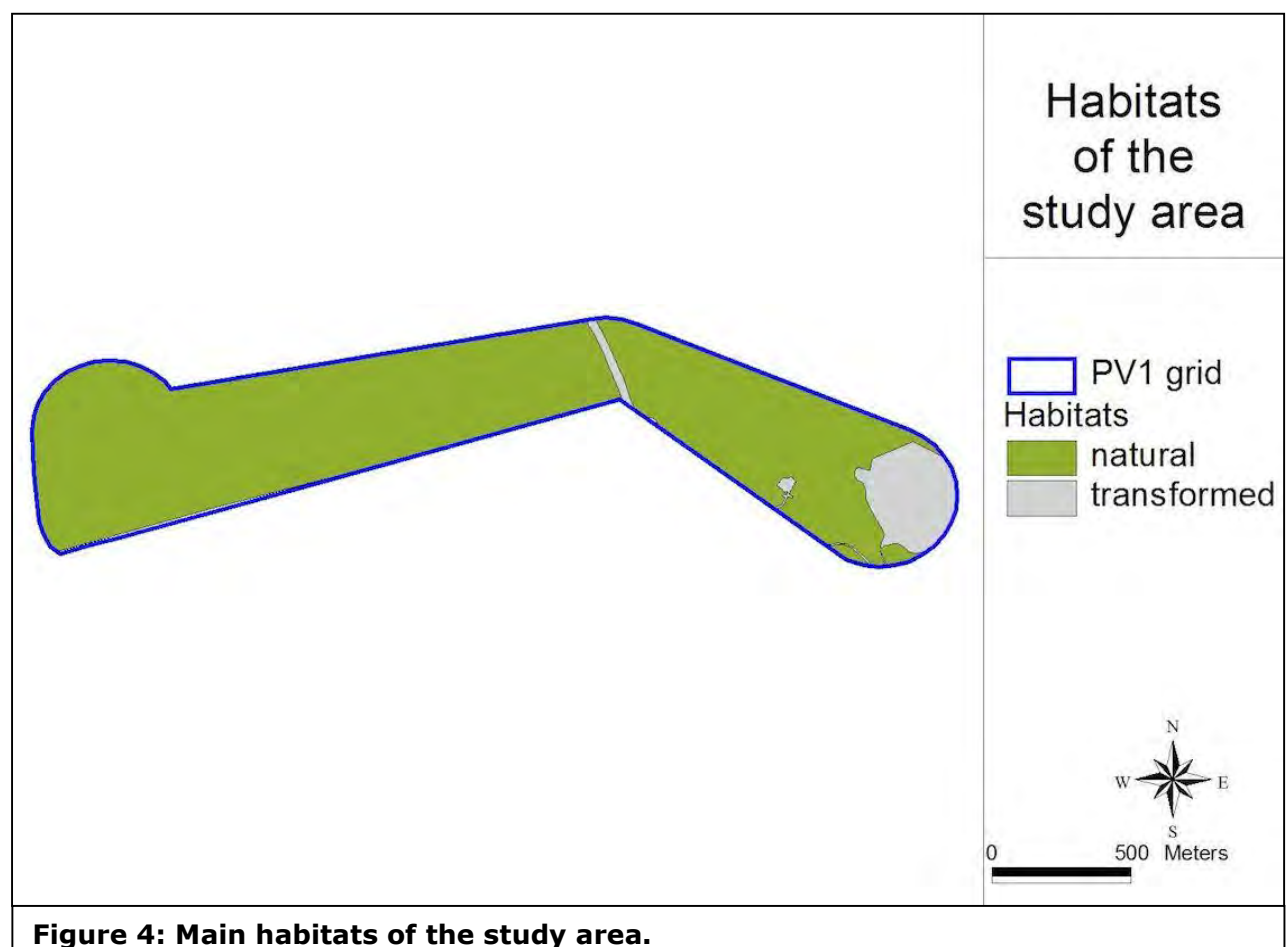 Habitats
of the
study area
PV1 grid
Habitats
natural
transformed
N
W E
S
0 500 Meters
Figure 4: Main habitats of the study area.